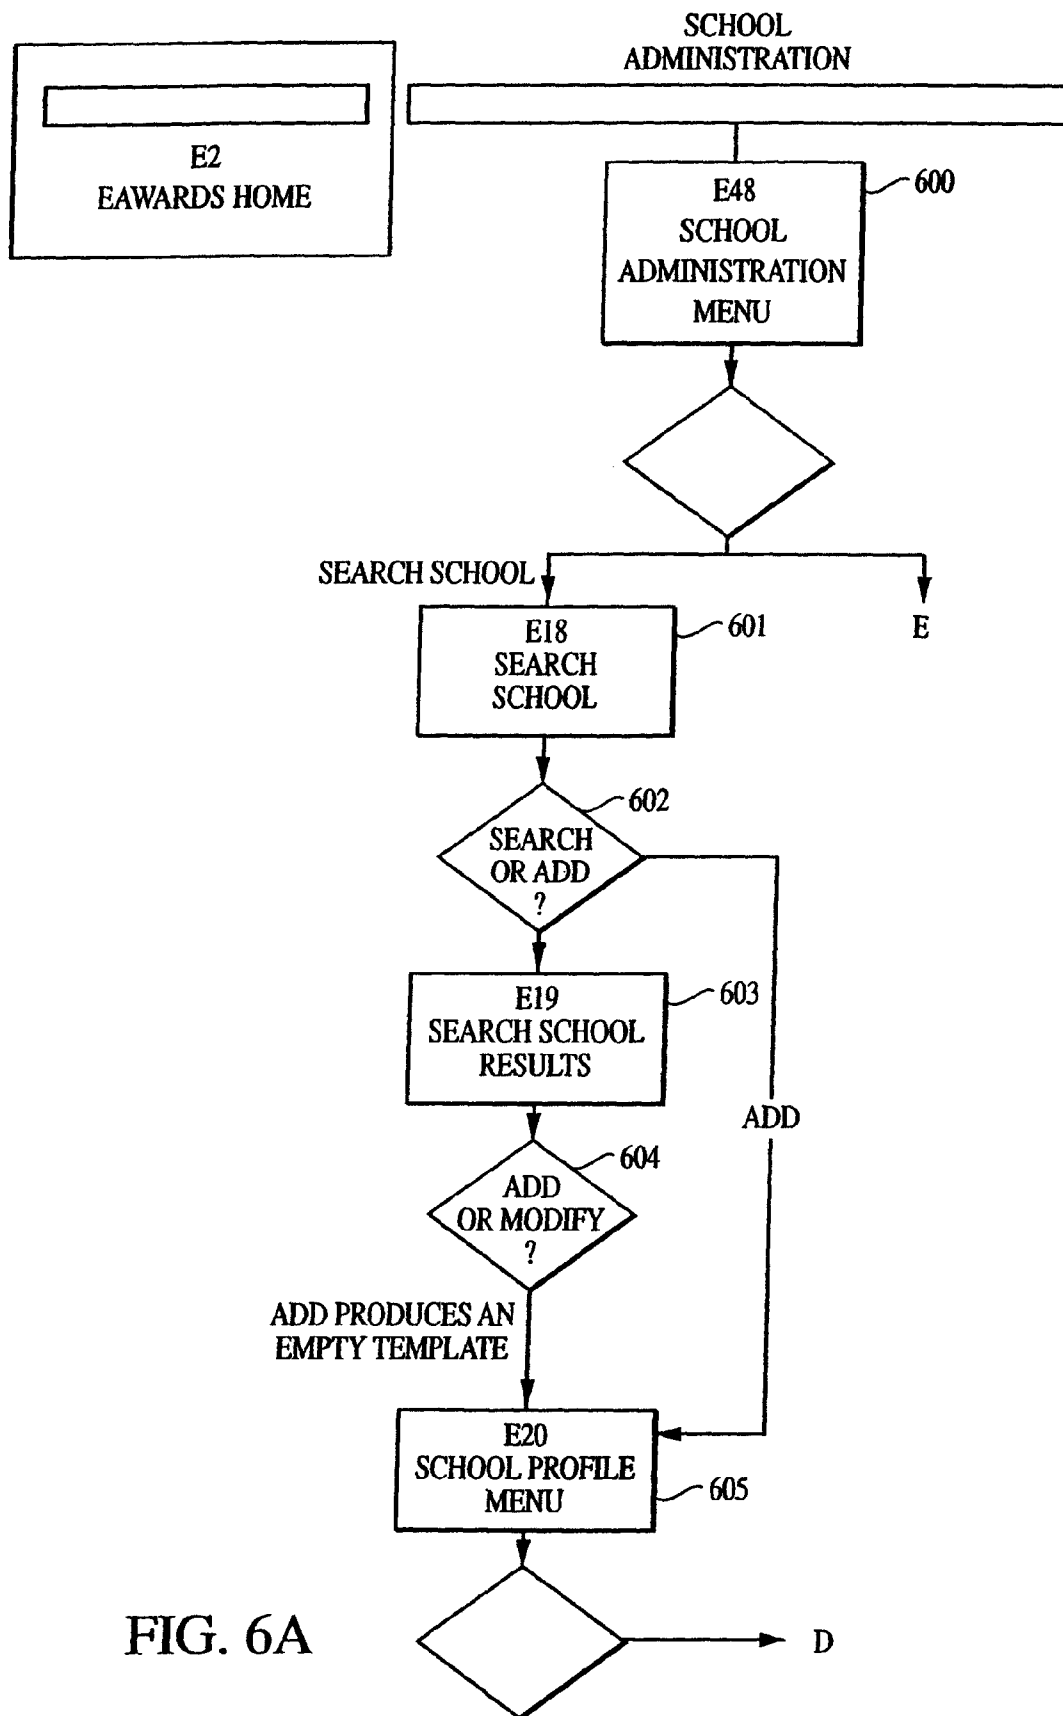 SCHOOL
ADMINISTRATION
E2
EAWARDS HOME
E48
SCHOOL
ADMINISTRATION
MENU
600
SEARCH SCHOOL
E
E18
SEARCH
SCHOOL
601
602
SEARCH
OR ADD
?
E19
SEARCH SCHOOL
RESULTS
603
ADD
604
ADD
OR MODIFY
?
ADD PRODUCES AN
EMPTY TEMPLATE
E20
SCHOOL PROFILE
MENU
605
FIG. 6A
D